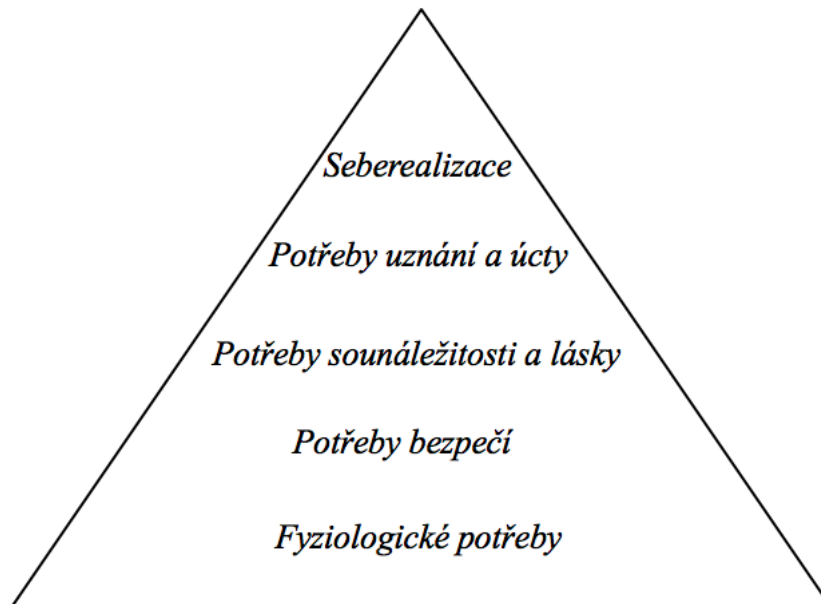 Seberealizace
Potřeby uznání a úcty
Potřeby sounáležitosti a lásky
Potřeby bezpečí
Fyziologické potřeby